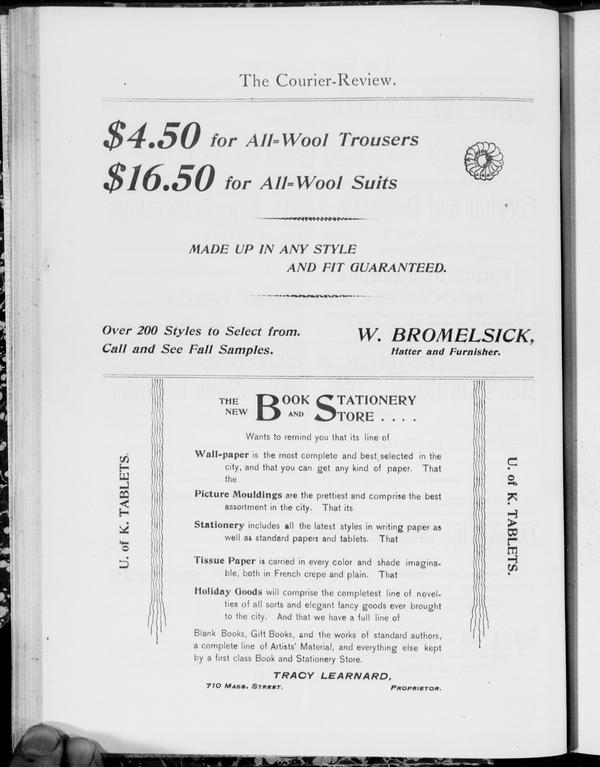 The Courier-Review.
$4.50 for All-Wool Trousers
$16.50 for All-Wool Suits
MADE UP IN ANY STYLE
AND FIT GUARANTEED.
Over 200 Styles to Select from.
Call and See Fall Samples.
W. BROMELSICK,
Hatter and Furnisher.
U. of K. TABLETS.
THE NEW BOOK AND STATIONERY STORE . . . .
Wants to remind you that its line of
Wall-paper is the most complete and best selected in the
city, and that you can get any kind of paper. That
the
Picture Mouldings are the prettiest and comprise the best
assortment in the city. That its
Stationery includes all the latest styles in writing paper as
well as standard papers and tablets. That
Tissue Paper is carried in every color and shade imagina-
ble, both in French crepe and plain. That
Holiday Goods will comprise the completest line of novel-
ties of all sorts and elegant fancy goods ever brought
to the city. And that we have a full line of
Blank Books, Gift Books, and the works of standard authors,
a complete line of Artists' Material, and everything else kept
by a first class Book and Stationery Store.
TRACY LEARNARD,
710 MASS. STREET. PROPRIETOR.
U. of K. TABLETS.